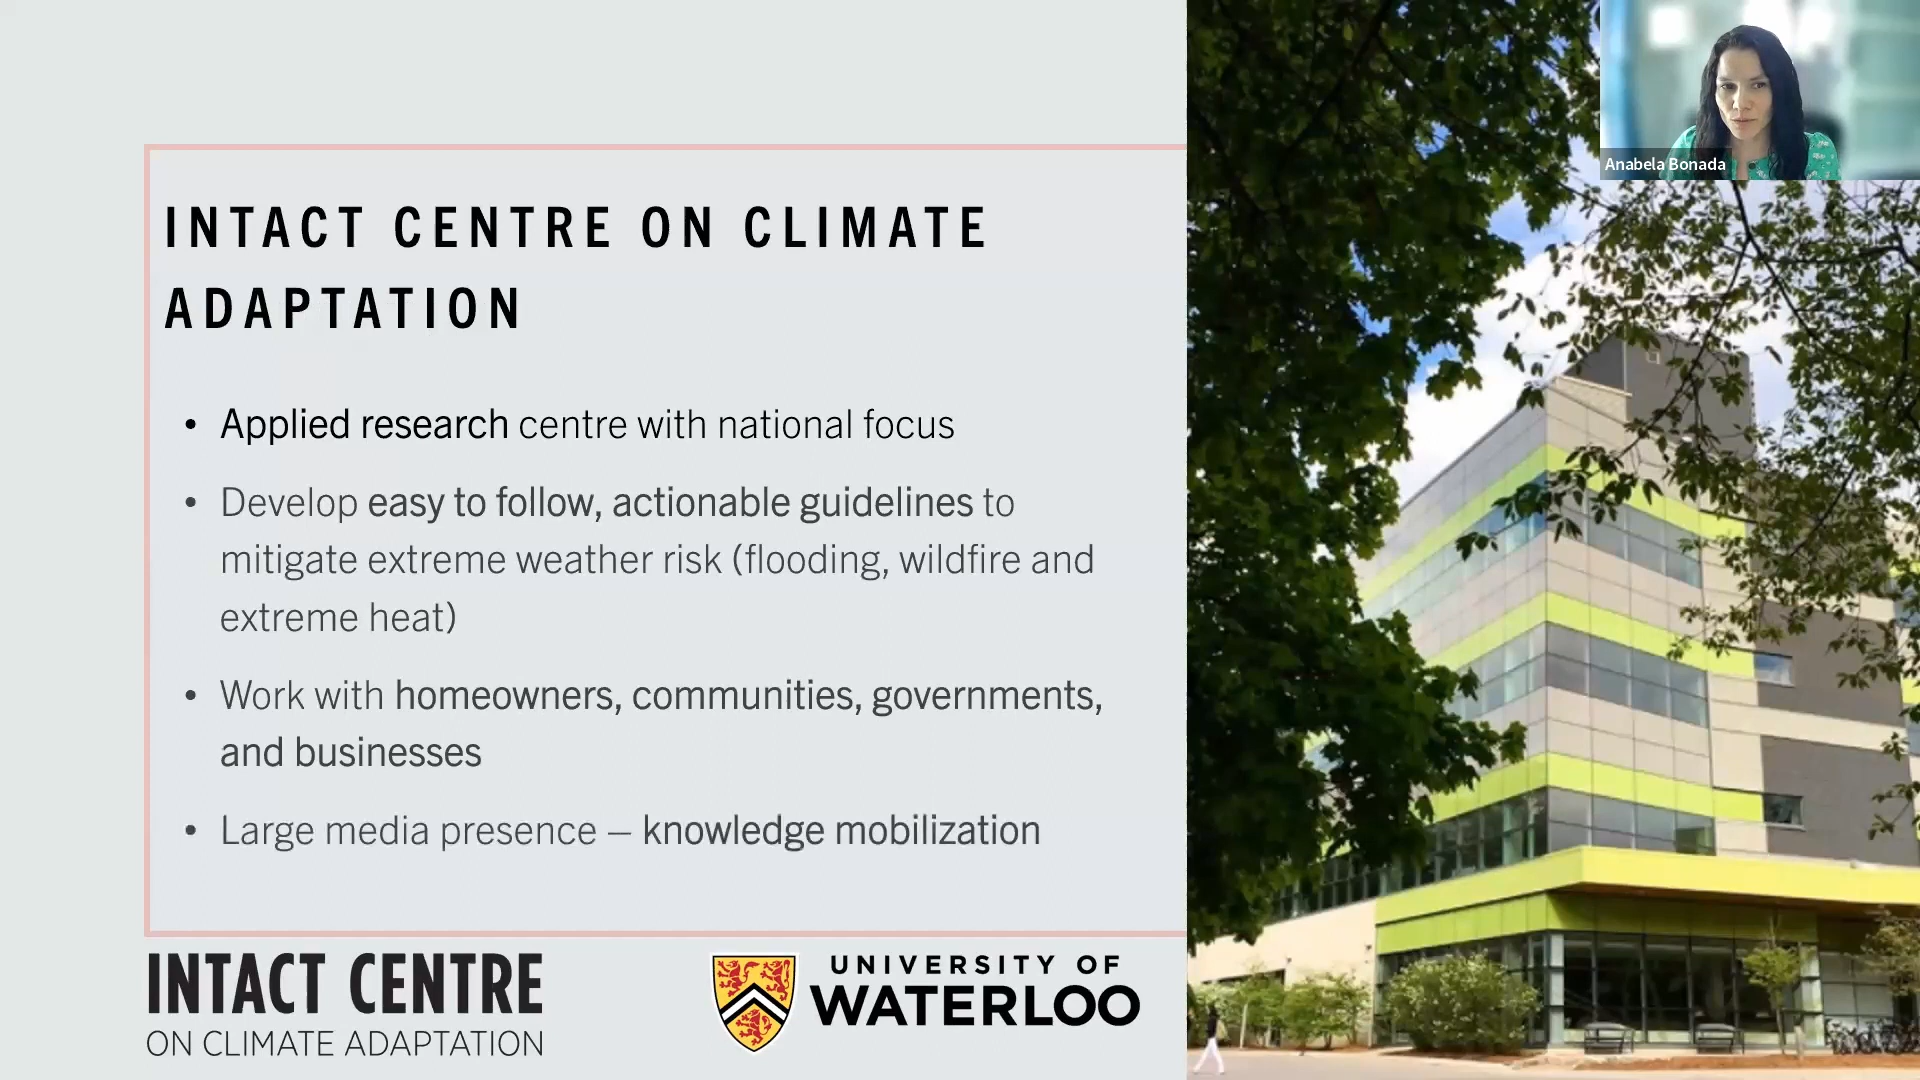 Anabela Bonada
INTACT CENTRE ON CLIMATE
ADAPTATION
• Applied research centre with national focus
• Develop easy to follow, actionable guidelines to
mitigate extreme weather risk (flooding, wildfire and
extreme heat)
• Work with homeowners, communities, governments,
and businesses
• Large media presence – knowledge mobilization
INTACT CENTRE
ON CLIMATE ADAPTATION
UNIVERSITY OF
WATERLOO